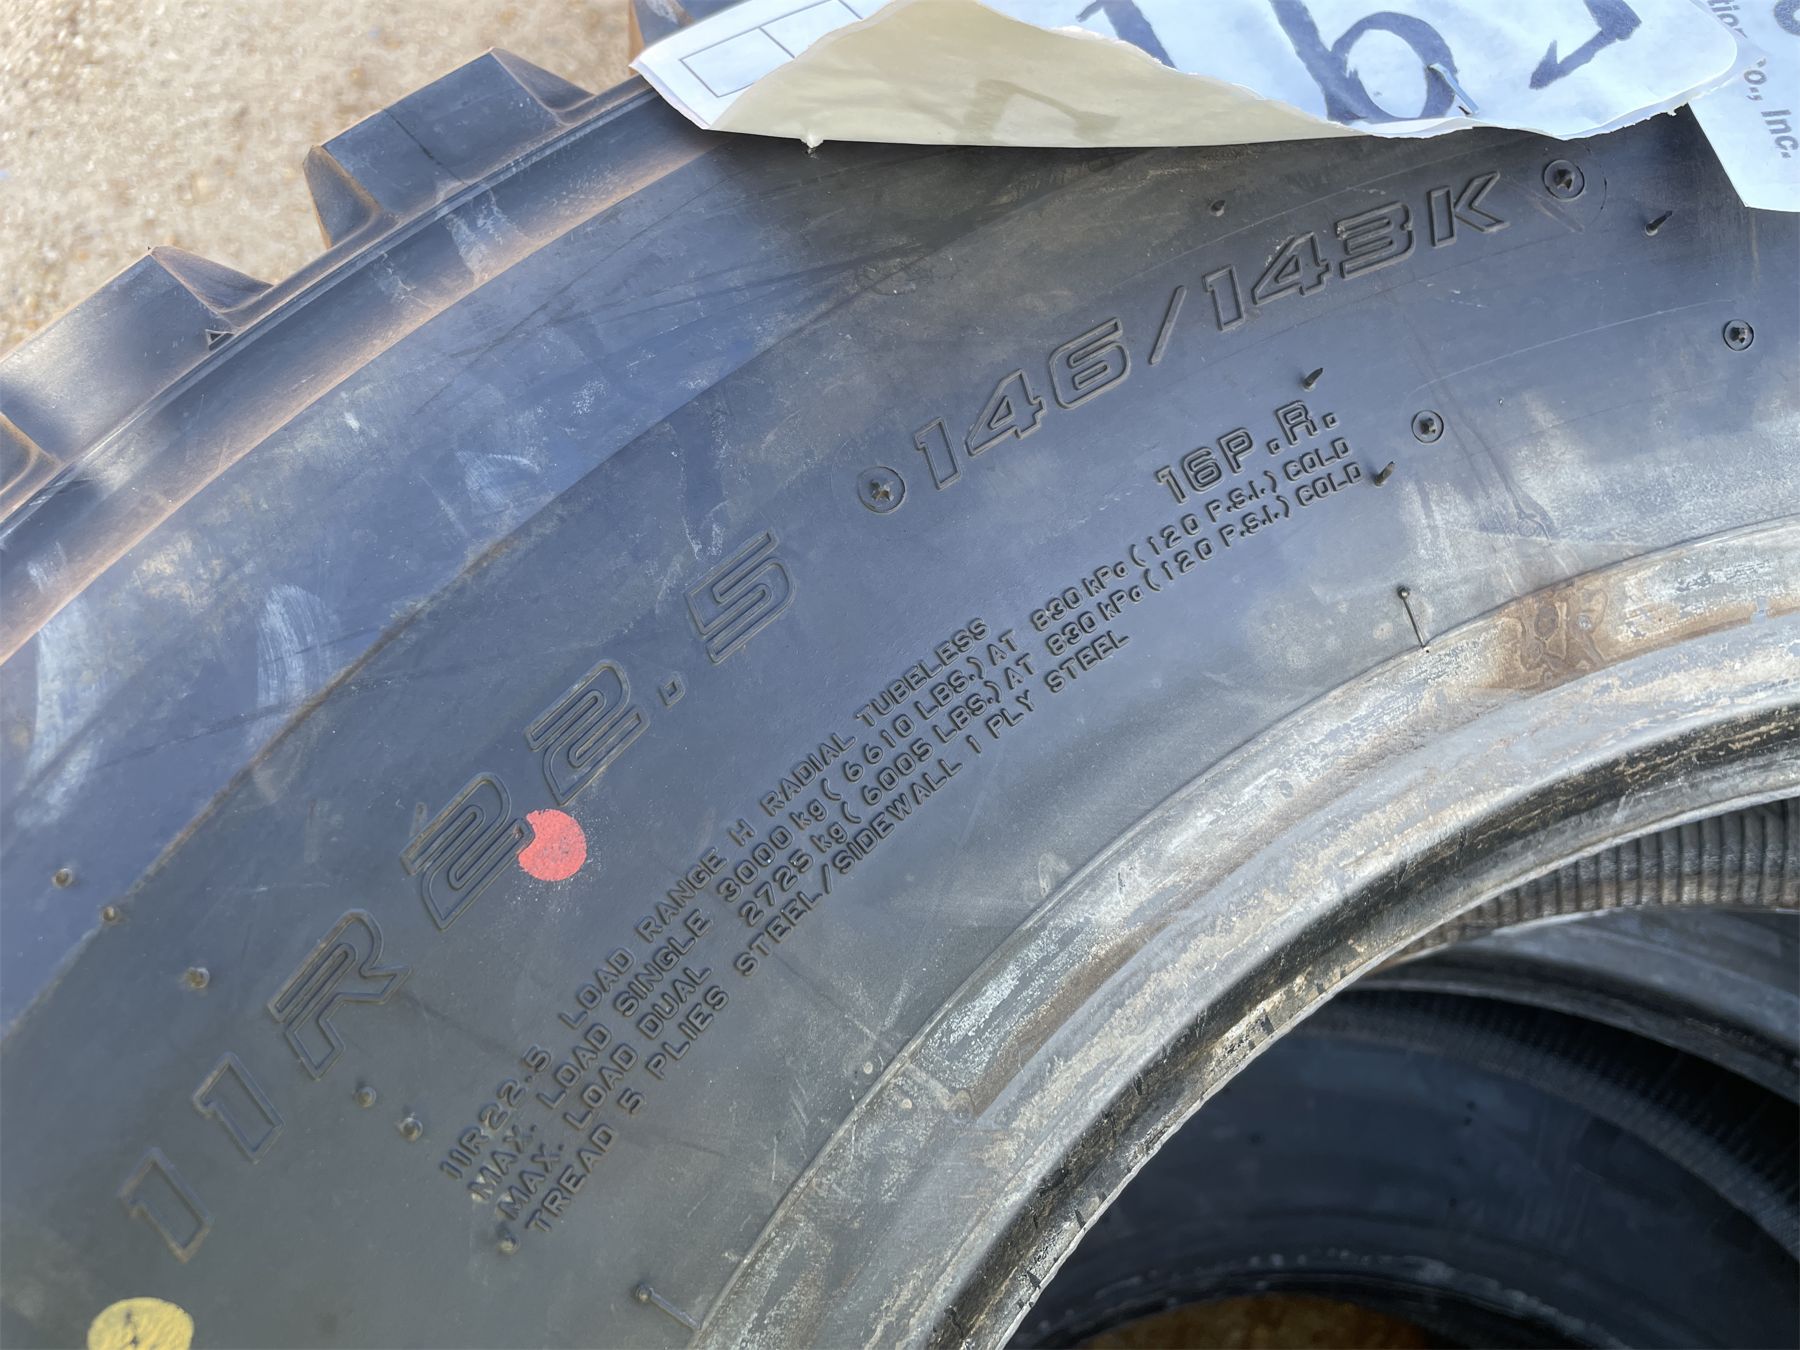 167
o., Inc.
11R22.5 146/143K
16P.R.
11R22.5 LOAD RANGE H RADIAL TUBELESS
MAX. LOAD SINGLE 3000 kg (6610 LBS.) AT 830 kPa (120 P.S.I.) COLD
MAX. LOAD DUAL 2725 kg (6005 LBS.) AT 830 kPa (120 P.S.I.) COLD
TREAD 5 PLIES STEEL/SIDEWALL 1 PLY STEEL